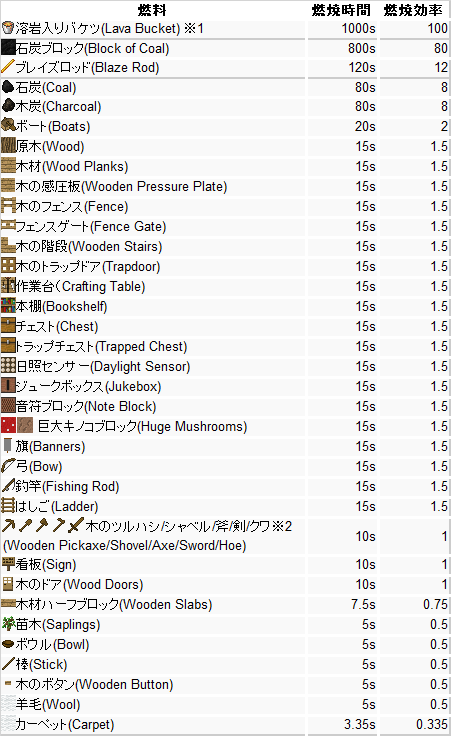 燃料 燃焼時間 燃焼効率
溶岩入りバケツ(Lava Bucket) ※1 1000s 100
石炭ブロック(Block of Coal) 800s 80
ブレイズロッド(Blaze Rod) 120s 12
石炭(Coal) 80s 8
木炭(Charcoal) 80s 8
ボート(Boats) 20s 2
原木(Wood) 15s 1.5
木材(Wood Planks) 15s 1.5
木の感圧板(Wooden Pressure Plate) 15s 1.5
木のフェンス(Fence) 15s 1.5
フェンスゲート(Fence Gate) 15s 1.5
木の階段(Wooden Stairs) 15s 1.5
木のトラップドア(Trapdoor) 15s 1.5
作業台(Crafting Table) 15s 1.5
本棚(Bookshelf) 15s 1.5
チェスト(Chest) 15s 1.5
トラップチェスト(Trapped Chest) 15s 1.5
日照センサー(Daylight Sensor) 15s 1.5
ジュークボックス(Jukebox) 15s 1.5
音符ブロック(Note Block) 15s 1.5
巨大キノコブロック(Huge Mushrooms) 15s 1.5
旗(Banners) 15s 1.5
弓(Bow) 15s 1.5
釣竿(Fishing Rod) 15s 1.5
はしご(Ladder) 15s 1.5
木のツルハシ/シャベル/斧/剣/クワ※2
(Wooden Pickaxe/Shovel/Axe/Sword/Hoe) 10s 1
看板(Sign) 10s 1
木のドア(Wood Doors) 10s 1
木材ハーフブロック(Wooden Slabs) 7.5s 0.75
苗木(Saplings) 5s 0.5
ボウル(Bowl) 5s 0.5
棒(Stick) 5s 0.5
木のボタン(Wooden Button) 5s 0.5
羊毛(Wool) 5s 0.5
カーペット(Carpet) 3.35s 0.335